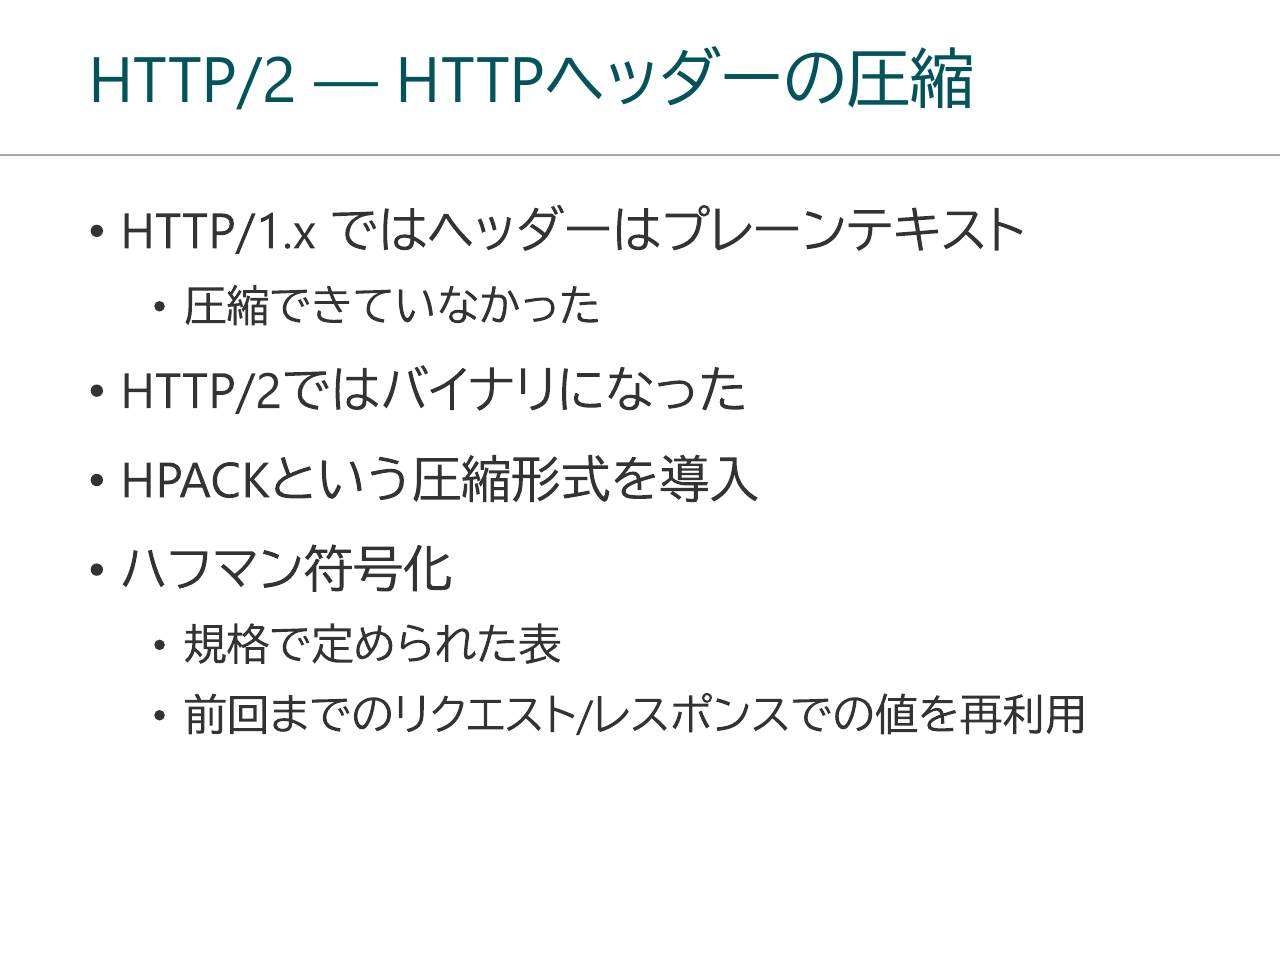 HTTP/2 — HTTPヘッダーの圧縮
• HTTP/1.x ではヘッダーはプレーンテキスト
• 圧縮できていなかった
• HTTP/2ではバイナリになった
• HPACKという圧縮形式を導入
• ハフマン符号化
• 規格で定められた表
• 前回までのリクエスト/レスポンスでの値を再利用